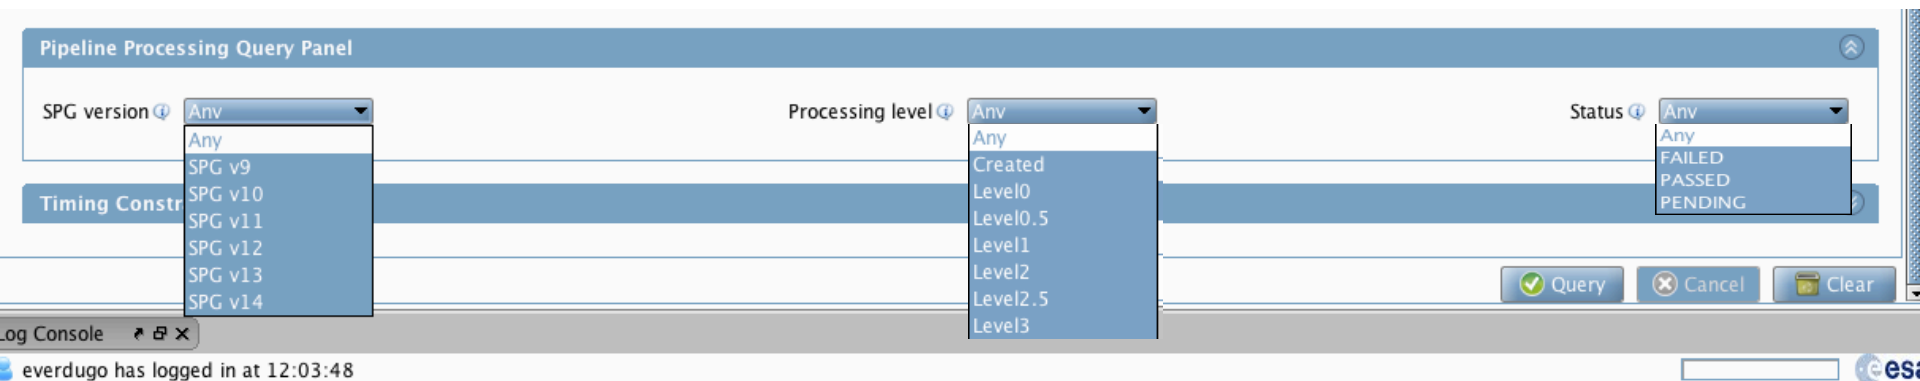 Pipeline Processing Query Panel
SPG version Any
Any
SPG v9
SPG v10
SPG v11
SPG v12
SPG v13
SPG v14
Processing level Any
Any
Created
Level0
Level0.5
Level1
Level2
Level2.5
Level3
Status Any
Any
FAILED
PASSED
PENDING
Timing Constr
Query Cancel Clear
Log Console
everdugo has logged in at 12:03:48
esa